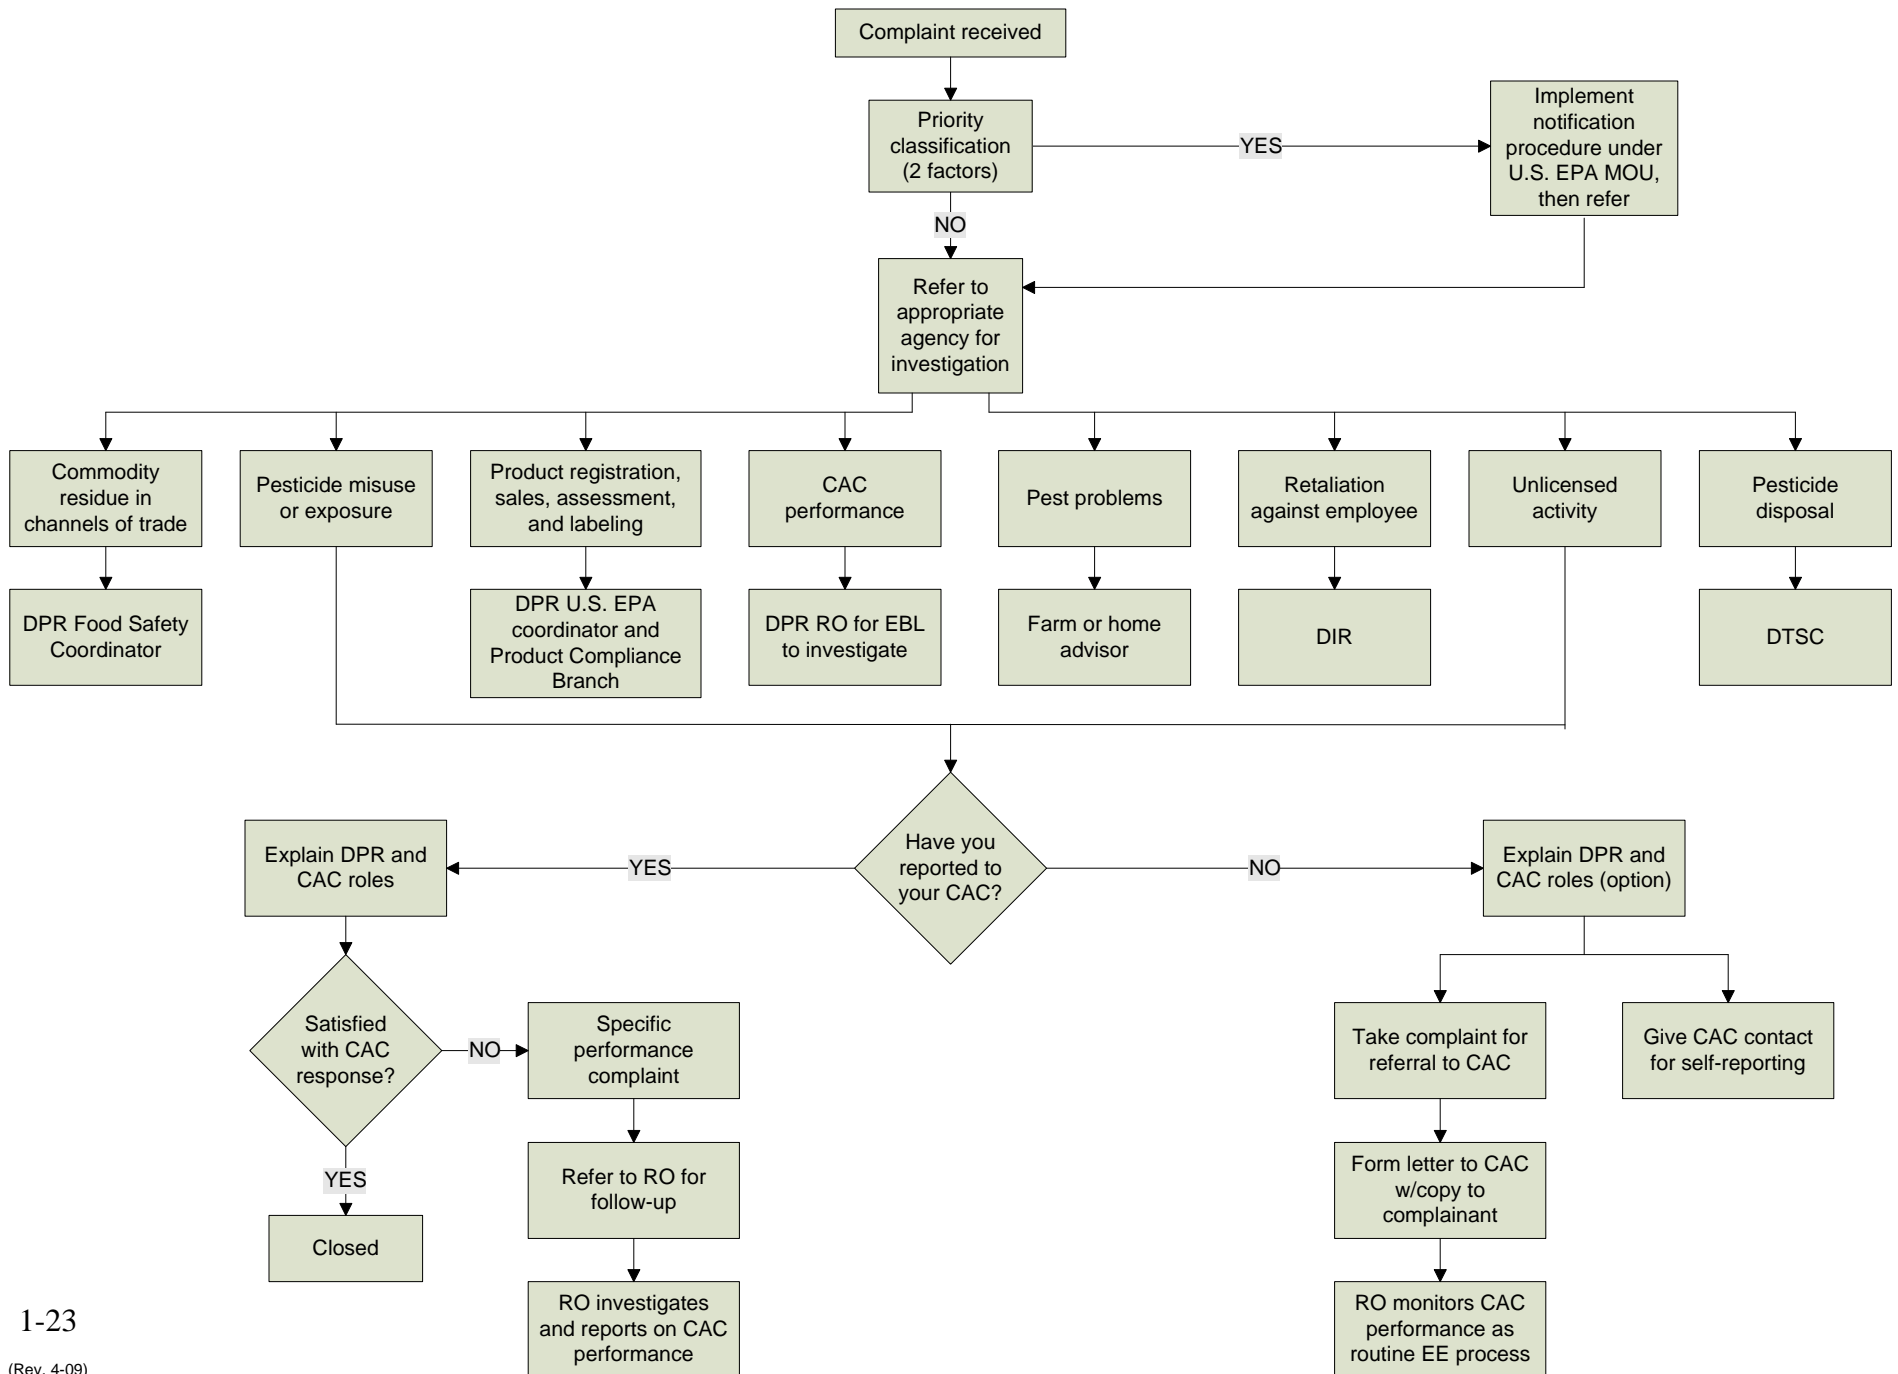 Complaint received
Priority
classification
(2 factors)
YES
Implement
notification
procedure under
U.S. EPA MOU,
then refer
NO
Refer to
appropriate
agency for
investigation
Commodity
residue in
channels of trade
Pesticide misuse
or exposure
Product registration,
sales, assessment,
and labeling
CAC
performance
Pest problems
Retaliation
against employee
Unlicensed
activity
Pesticide
disposal
DPR Food Safety
Coordinator
DPR U.S. EPA
coordinator and
Product Compliance
Branch
DPR RO for EBL
to investigate
Farm or home
advisor
DIR
DTSC
Have you
reported to
your CAC?
YES
Explain DPR and
CAC roles
NO
Explain DPR and
CAC roles (option)
Satisfied
with CAC
response?
NO
Specific
performance
complaint
Take complaint for
referral to CAC
Give CAC contact
for self-reporting
YES
Closed
Refer to RO for
follow-up
Form letter to CAC
w/copy to
complainant
RO investigates
and reports on CAC
performance
RO monitors CAC
performance as
routine EE process
1-23
(Rev. 4-09)